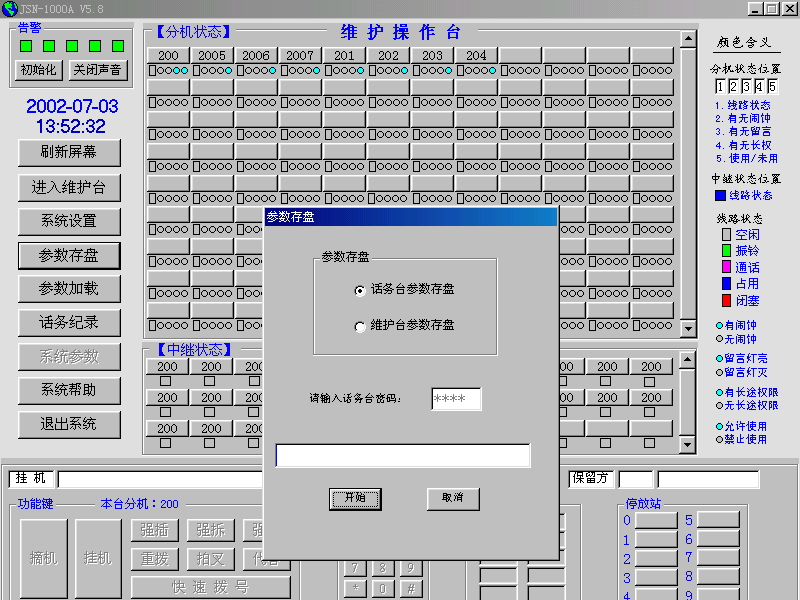 JSN-1000A V5.8
告警
初始化 关闭声音
2002-07-03
13:52:32
刷新屏幕
进入维护台
系统设置
参数存盘
参数加载
话务纪录
系统参数
系统帮助
退出系统
【分机状态】 维护操作台
200 2005 2006 2007 201 202 203 204
颜色含义
分机状态位置
1 2 3 4 5
1. 线路状态
2. 有无闹钟
3. 有无留言
4. 有无长权
5. 使用/未用
中继状态位置
线路状态
线路状态
空闲
振铃
通话
占用
闭塞
有闹钟
无闹钟
留言灯亮
留言灯灭
有长途权限
无长途权限
允许使用
禁止使用
参数存盘
参数存盘
话务台参数存盘
维护台参数存盘
请输入话务台密码: ****
开始 取消
【中继状态】
200 200 200 200 200
200 200 200 200
200 200 200 200
挂 机 保留方
功能键 本台分机：200
摘机 挂机
强插 强拆
重拨 拍叉
快 速 拨 号
7 8 9
* 0 #
停放站
0 5
1 6
2 7
3 8
4 9